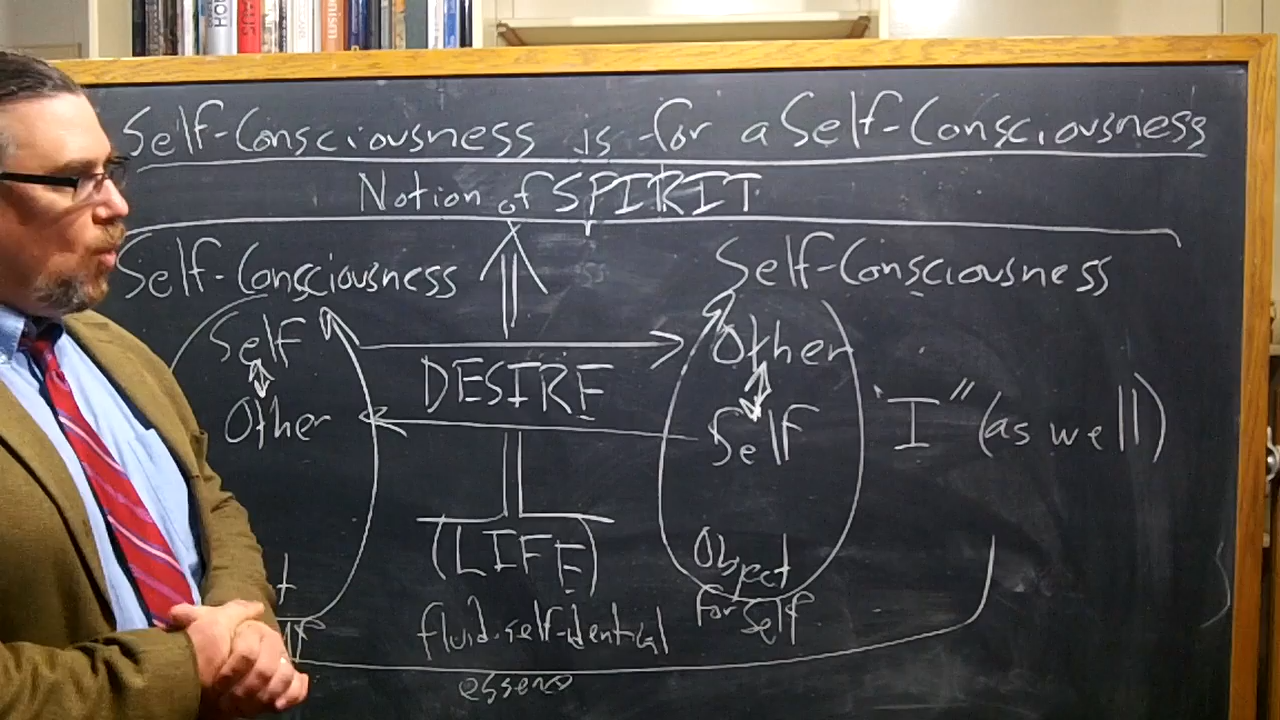 Self-Consciousness is for a Self-Consciousness
Notion of SPIRIT
Self-Consciousness
Self-Consciousness
Self
Other
DESIRE
Other
Self
"I" (as well)
(LIFE)
fluid self-identical
Object
for Self